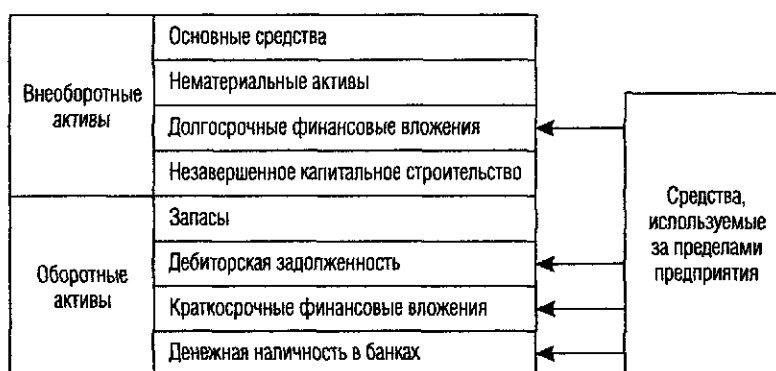 Внеоборотные
активы
Основные средства
Нематериальные активы
Долгосрочные финансовые вложения
Незавершенное капитальное строительство
Оборотные
активы
Запасы
Дебиторская задолженность
Краткосрочные финансовые вложения
Денежная наличность в банках
Средства,
используемые
за пределами
предприятия